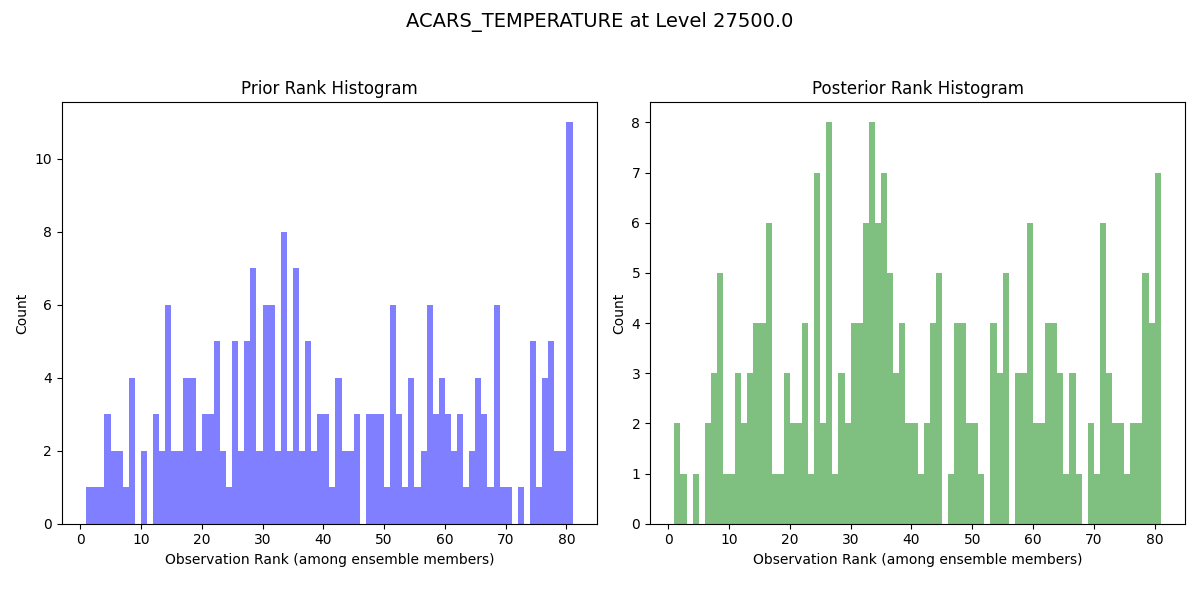 ACARS_TEMPERATURE at Level 27500.0
Prior Rank Histogram
Count
0
2
4
6
8
10
0 10 20 30 40 50 60 70 80
Observation Rank (among ensemble members)
Posterior Rank Histogram
Count
0
1
2
3
4
5
6
7
8
0 10 20 30 40 50 60 70 80
Observation Rank (among ensemble members)